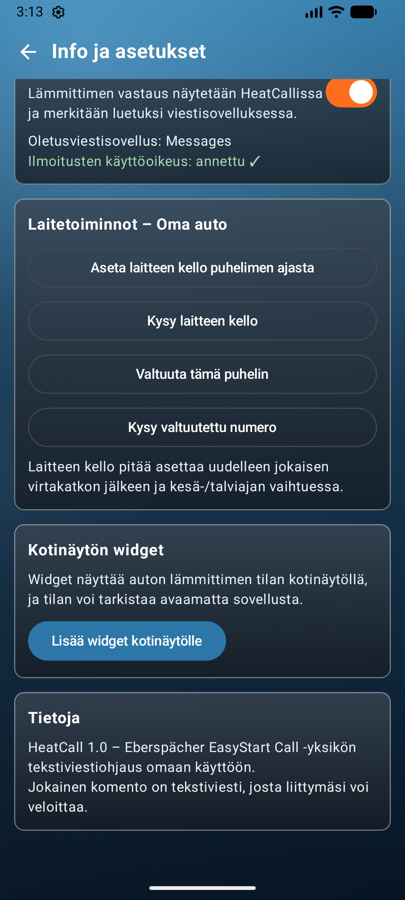 3:13
Info ja asetukset
Lämmittimen vastaus näytetään HeatCallissa
ja merkitään luetuksi viestisovelluksessa.
Oletusviestisovellus: Messages
Ilmoitusten käyttöoikeus: annettu ✓
Laitetoiminnot – Oma auto
Aseta laitteen kello puhelimen ajasta
Kysy laitteen kello
Valtuuta tämä puhelin
Kysy valtuutettu numero
Laitteen kello pitää asettaa uudelleen jokaisen
virtakatkon jälkeen ja kesä-/talviajan vaihtuessa.
Kotinäytön widget
Widget näyttää auton lämmittimen tilan kotinäytöllä,
ja tilan voi tarkistaa avaamatta sovellusta.
Lisää widget kotinäytölle
Tietoja
HeatCall 1.0 – Eberspächer EasyStart Call -yksikön
tekstiviestiohjaus omaan käyttöön.
Jokainen komento on tekstiviesti, josta liittymäsi voi
veloittaa.